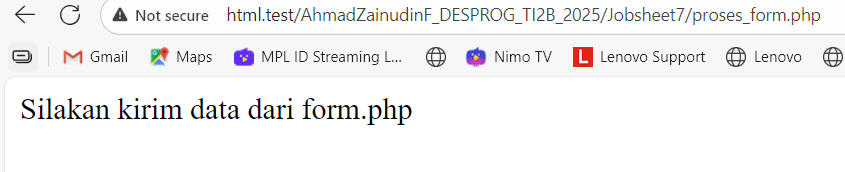 Not secure html.test/AhmadZainudinF_DESPROG_TI2B_2025/Jobsheet7/proses_form.php
Gmail Maps MPL ID Streaming L... Nimo TV Lenovo Support Lenovo
Silakan kirim data dari form.php